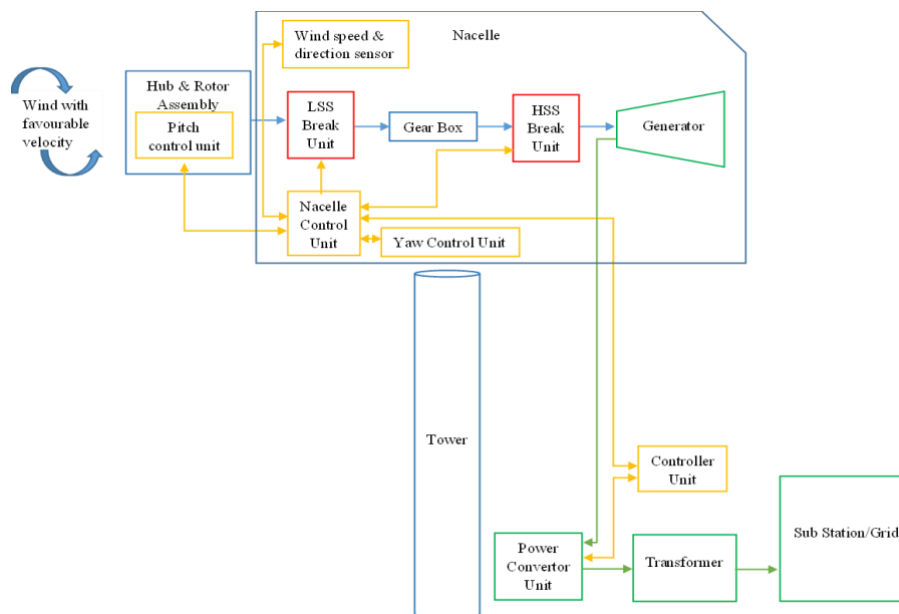 Wind speed &
direction sensor
Nacelle
Hub & Rotor
Assembly
Wind with
favourable
velocity
Pitch
control unit
LSS
Break
Unit
Gear Box
HSS
Break
Unit
Generator
Nacelle
Control
Unit
Yaw Control Unit
Tower
Controller
Unit
Sub Station/Grid
Power
Convertor
Unit
Transformer